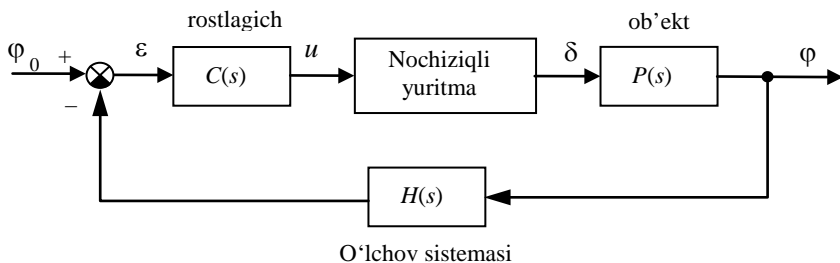 rostlagich
ob’ekt
φ₀
+
ε
C(s)
u
Nochiziqli
yuritma
δ
P(s)
φ
−
H(s)
O‘lchov sistemasi